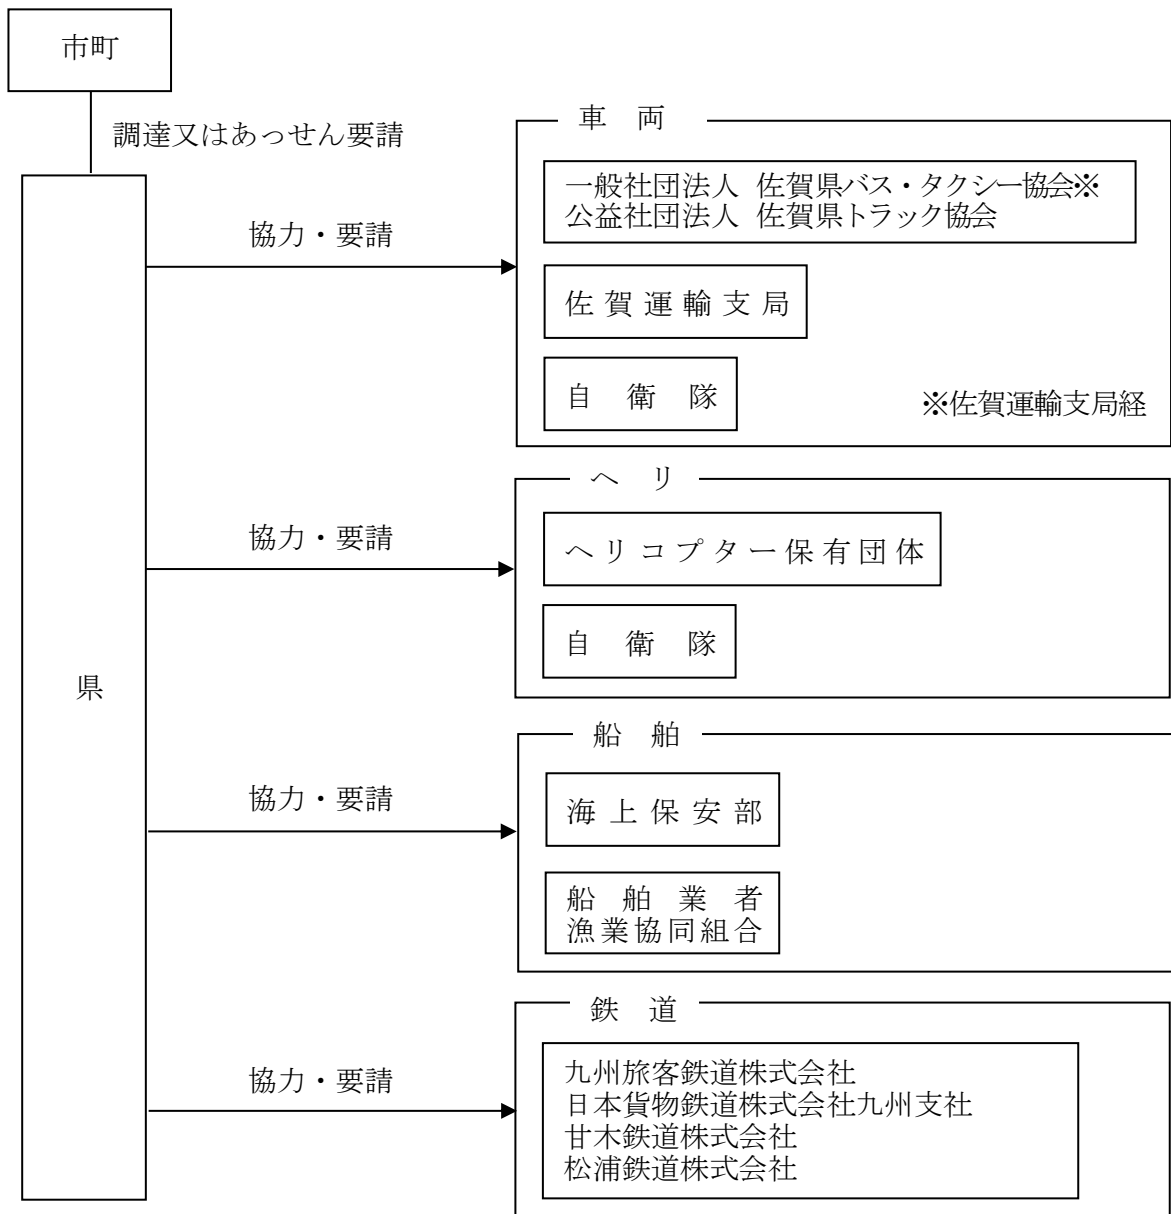 市町
調達又はあっせん要請
県
協力・要請
車 両
一般社団法人 佐賀県バス・タクシー協会※
公益社団法人 佐賀県トラック協会
佐賀運輸支局
自 衛 隊
※佐賀運輸支局経
協力・要請
ヘ リ
ヘリコプター保有団体
自 衛 隊
協力・要請
船 舶
海上保安部
船 舶 業 者
漁業協同組合
協力・要請
鉄 道
九州旅客鉄道株式会社
日本貨物鉄道株式会社九州支社
甘木鉄道株式会社
松浦鉄道株式会社